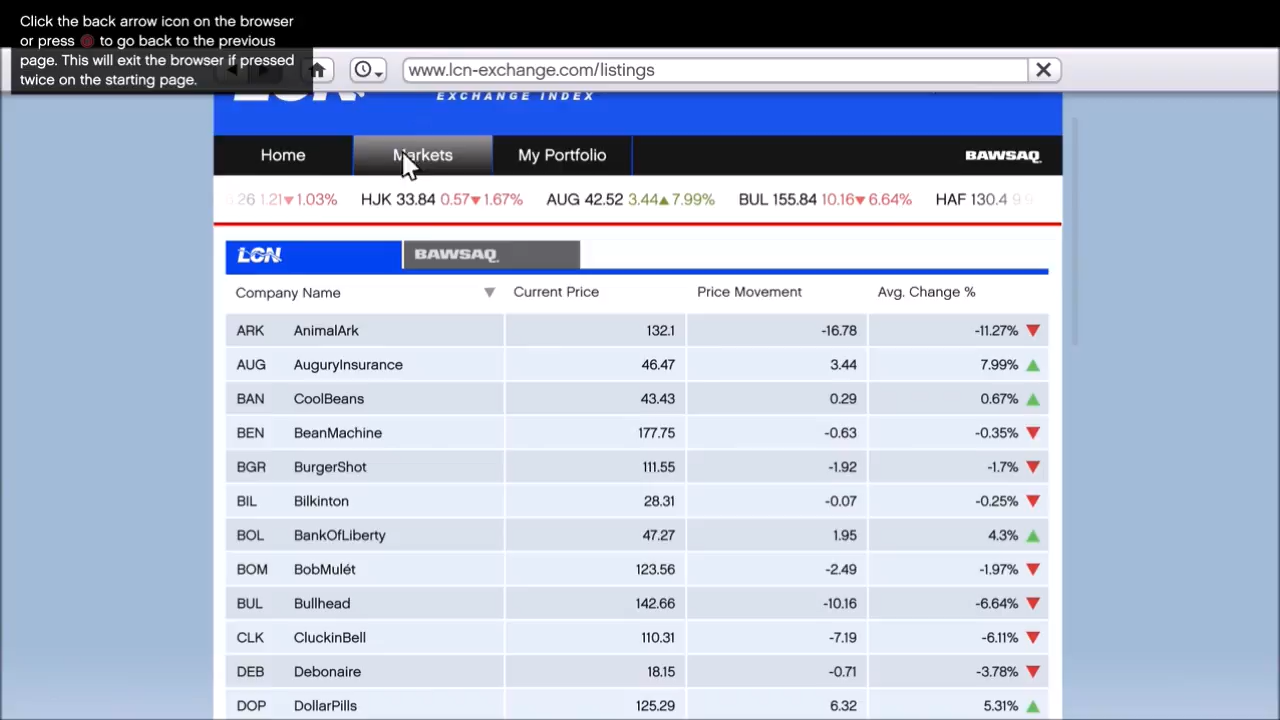 Click the back arrow icon on the browser
or press to go back to the previous
page. This will exit the browser if pressed
twice on the starting page.
www.lcn-exchange.com/listings
LCN
EXCHANGE INDEX
Home Markets My Portfolio BAWSAQ
26 1.21▼1.03% HJK 33.84 0.57▼1.67% AUG 42.52 3.44▲7.99% BUL 155.84 10.16▼6.64% HAF 130.4
LCN BAWSAQ
Company Name ▼ Current Price Price Movement Avg. Change %
ARK AnimalArk 132.1 -16.78 -11.27% ▼
AUG AuguryInsurance 46.47 3.44 7.99% ▲
BAN CoolBeans 43.43 0.29 0.67% ▲
BEN BeanMachine 177.75 -0.63 -0.35% ▼
BGR BurgerShot 111.55 -1.92 -1.7% ▼
BIL Bilkinton 28.31 -0.07 -0.25% ▼
BOL BankOfLiberty 47.27 1.95 4.3% ▲
BOM BobMulét 123.56 -2.49 -1.97% ▼
BUL Bullhead 142.66 -10.16 -6.64% ▼
CLK CluckinBell 110.31 -7.19 -6.11% ▼
DEB Debonaire 18.15 -0.71 -3.78% ▼
DOP DollarPills 125.29 6.32 5.31% ▲